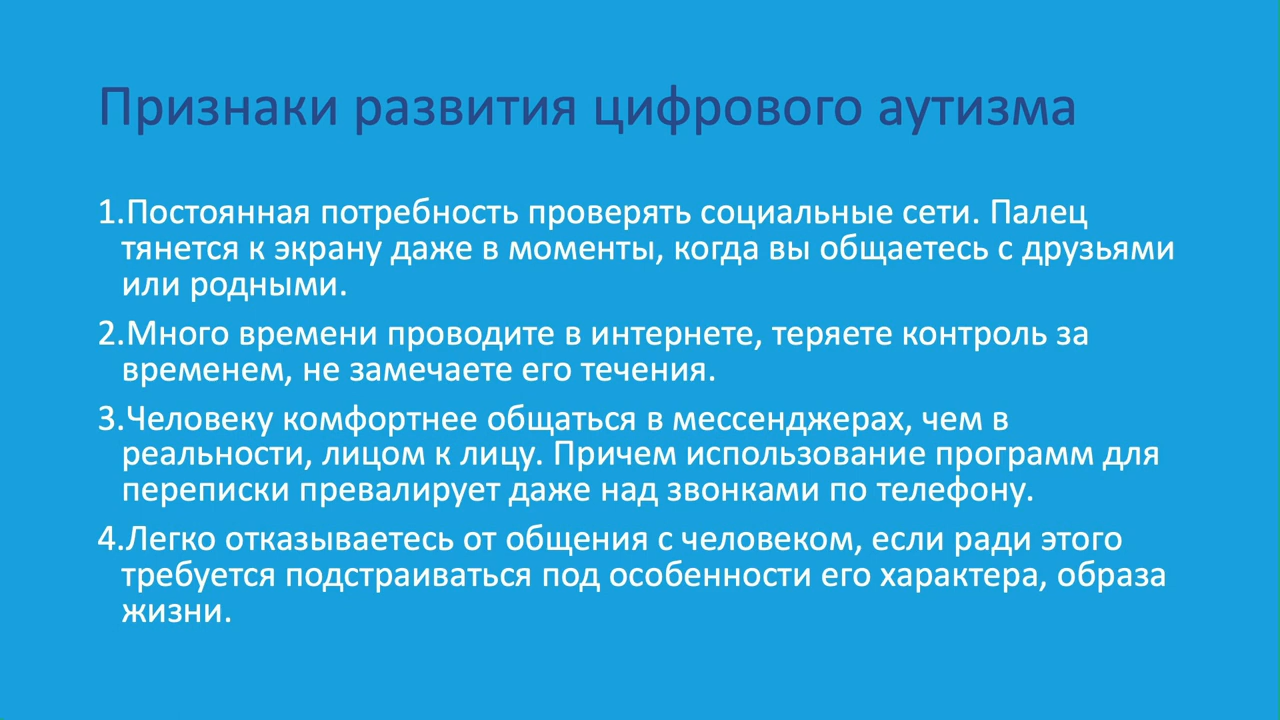 Признаки развития цифрового аутизма
1.Постоянная потребность проверять социальные сети. Палец
тянется к экрану даже в моменты, когда вы общаетесь с друзьями
или родными.
2.Много времени проводите в интернете, теряете контроль за
временем, не замечаете его течения.
3.Человеку комфортнее общаться в мессенджерах, чем в
реальности, лицом к лицу. Причем использование программ для
переписки превалирует даже над звонками по телефону.
4.Легко отказываетесь от общения с человеком, если ради этого
требуется подстраиваться под особенности его характера, образа
жизни.